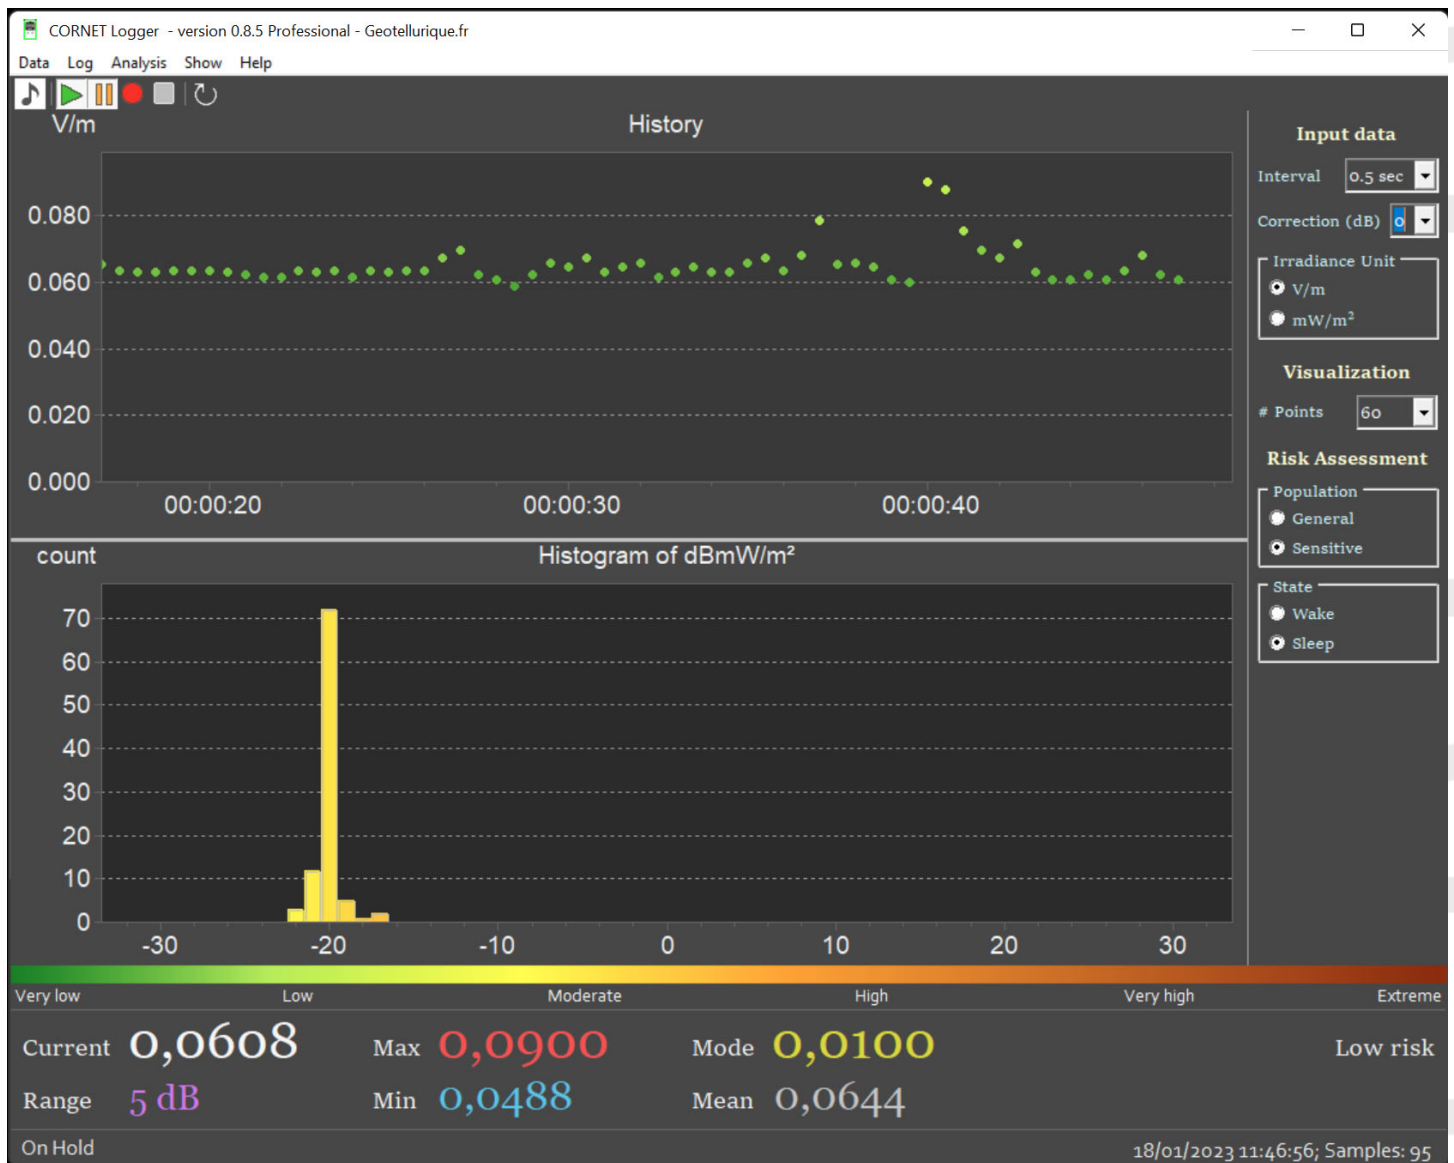 CORNET Logger - version 0.8.5 Professional - Geotellurique.fr
Data Log Analysis Show Help
V/m
History
0.080
0.060
0.040
0.020
0.000
00:00:20 00:00:30 00:00:40
count
Histogram of dBmW/m²
70
60
50
40
30
20
10
0
-30 -20 -10 0 10 20 30
Input data
Interval 0.5 sec
Correction (dB) 0
Irradiance Unit
V/m
mW/m²
Visualization
# Points 60
Risk Assessment
Population
General
Sensitive
State
Wake
Sleep
Very low Low Moderate High Very high Extreme
Current 0,0608 Max 0,0900 Mode 0,0100 Low risk
Range 5 dB Min 0,0488 Mean 0,0644
On Hold 18/01/2023 11:46:56; Samples: 95